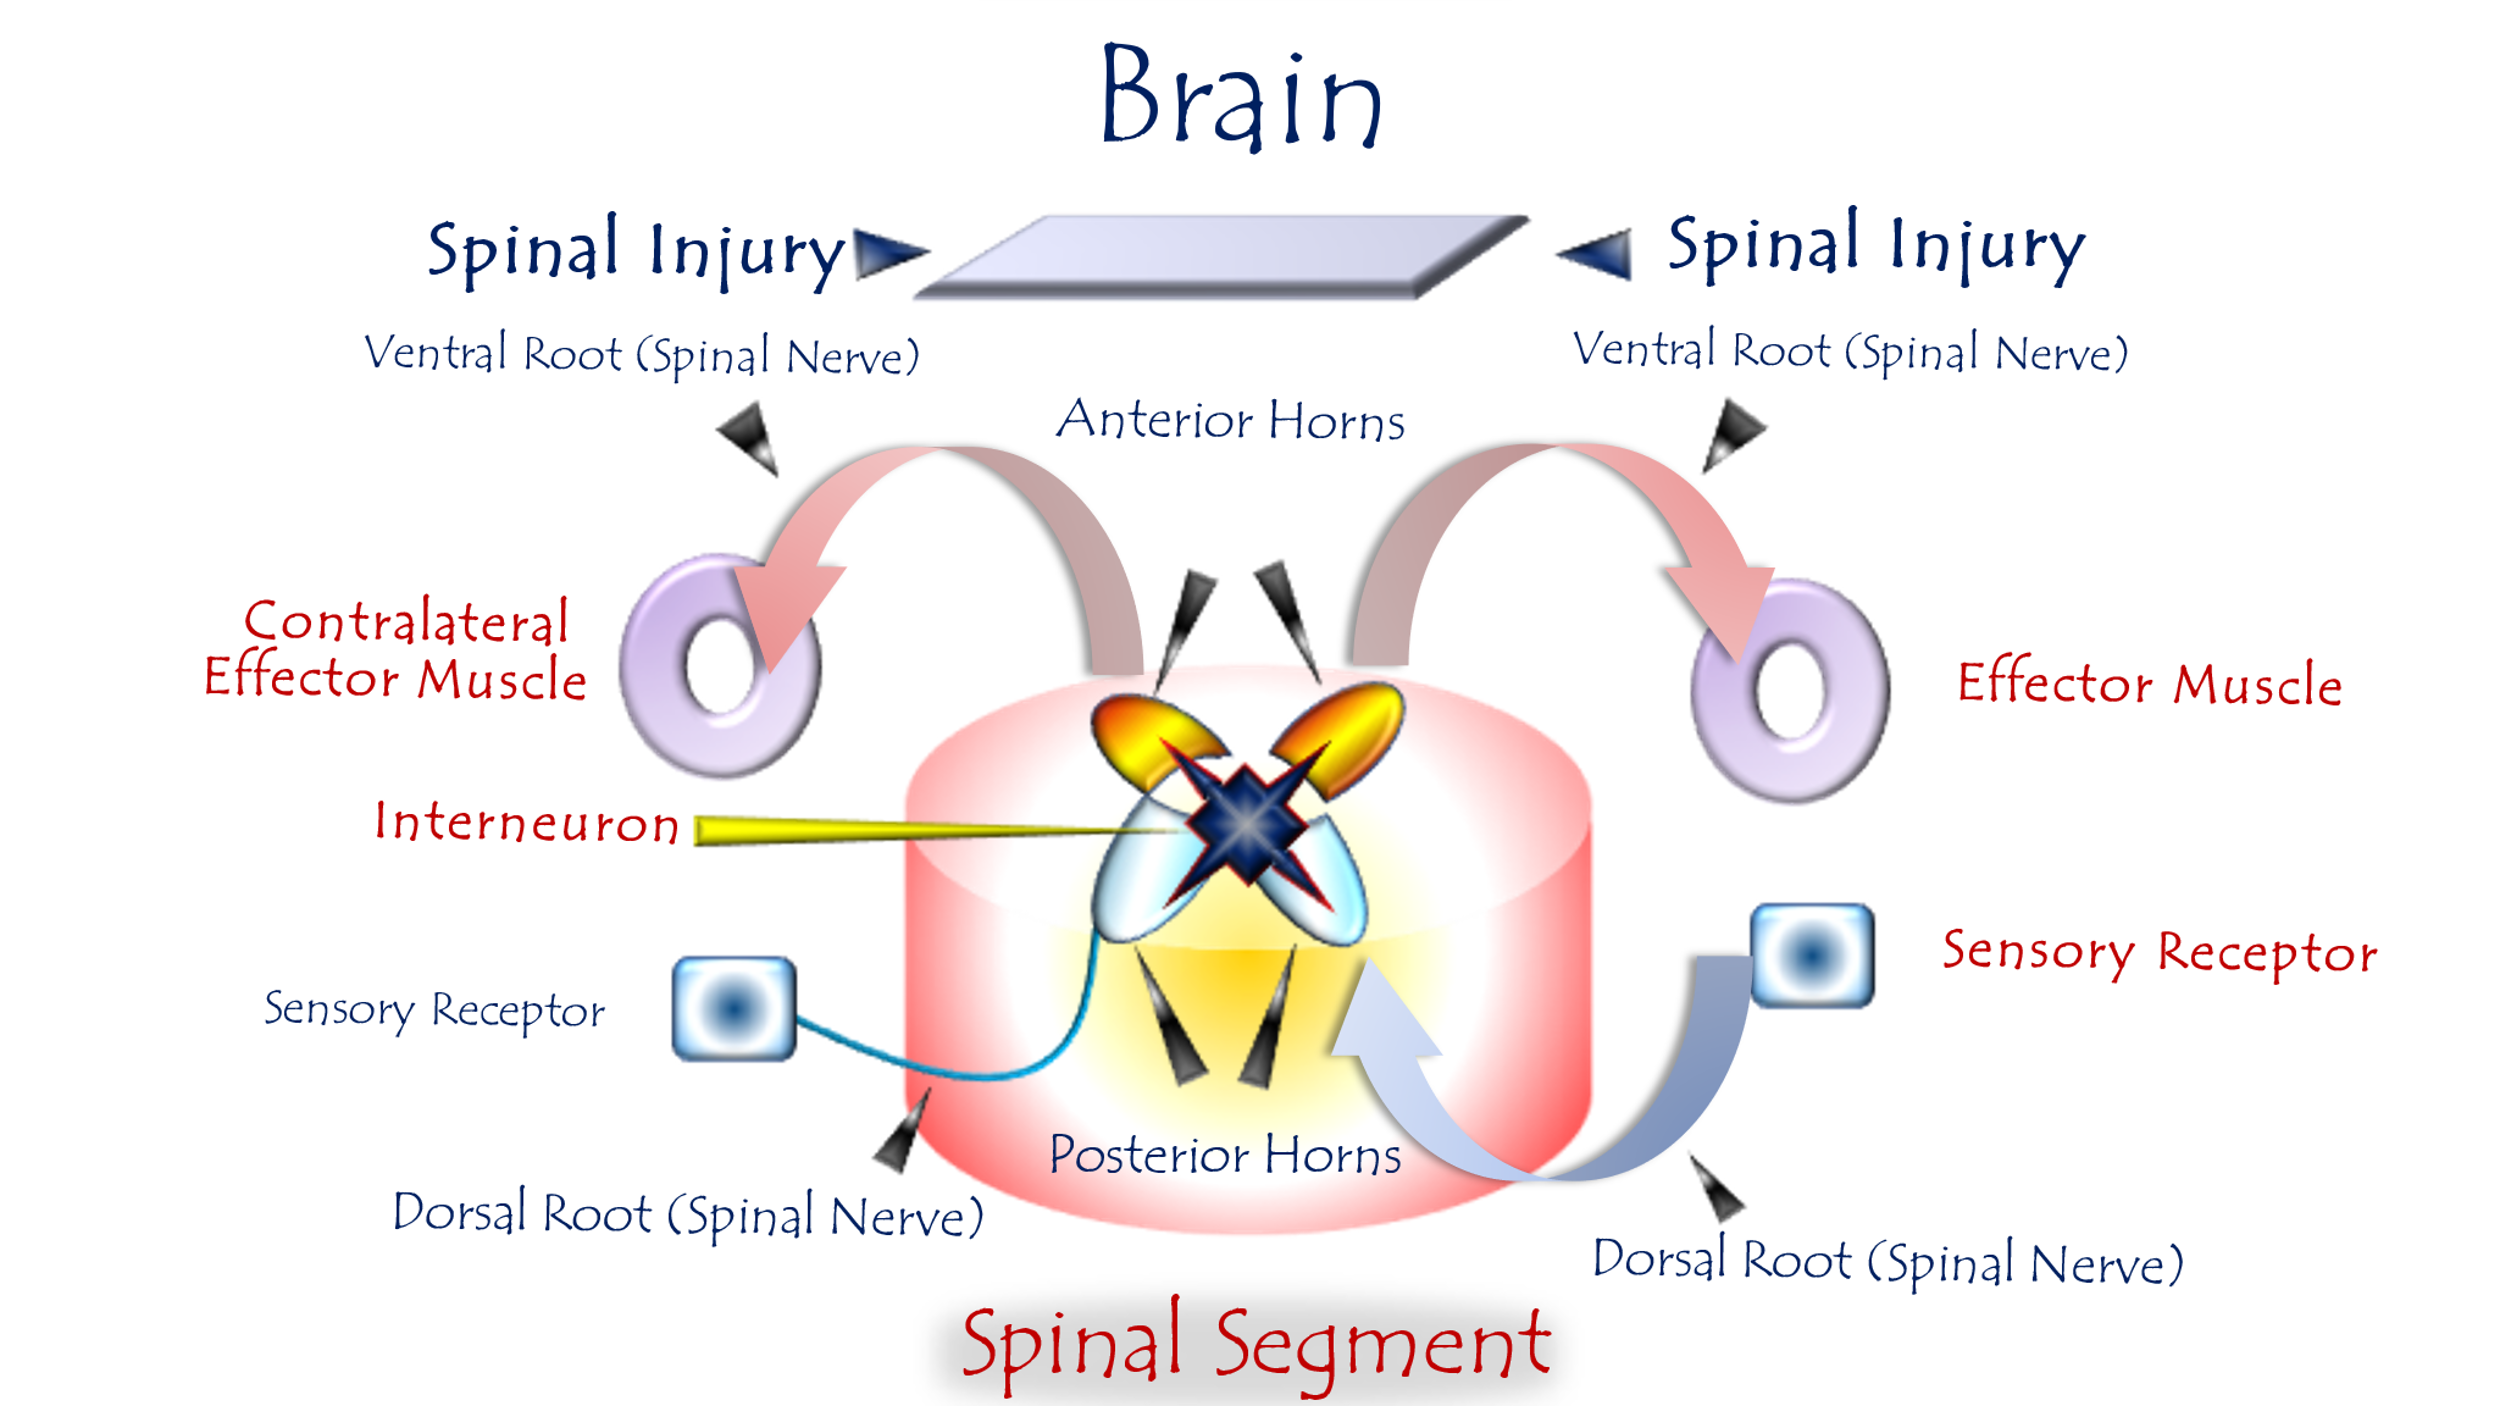 Brain
Spinal Injury
Spinal Injury
Ventral Root (Spinal Nerve)
Ventral Root (Spinal Nerve)
Anterior Horns
Contralateral
Effector Muscle
Effector Muscle
Interneuron
Sensory Receptor
Sensory Receptor
Posterior Horns
Dorsal Root (Spinal Nerve)
Dorsal Root (Spinal Nerve)
Spinal Segment